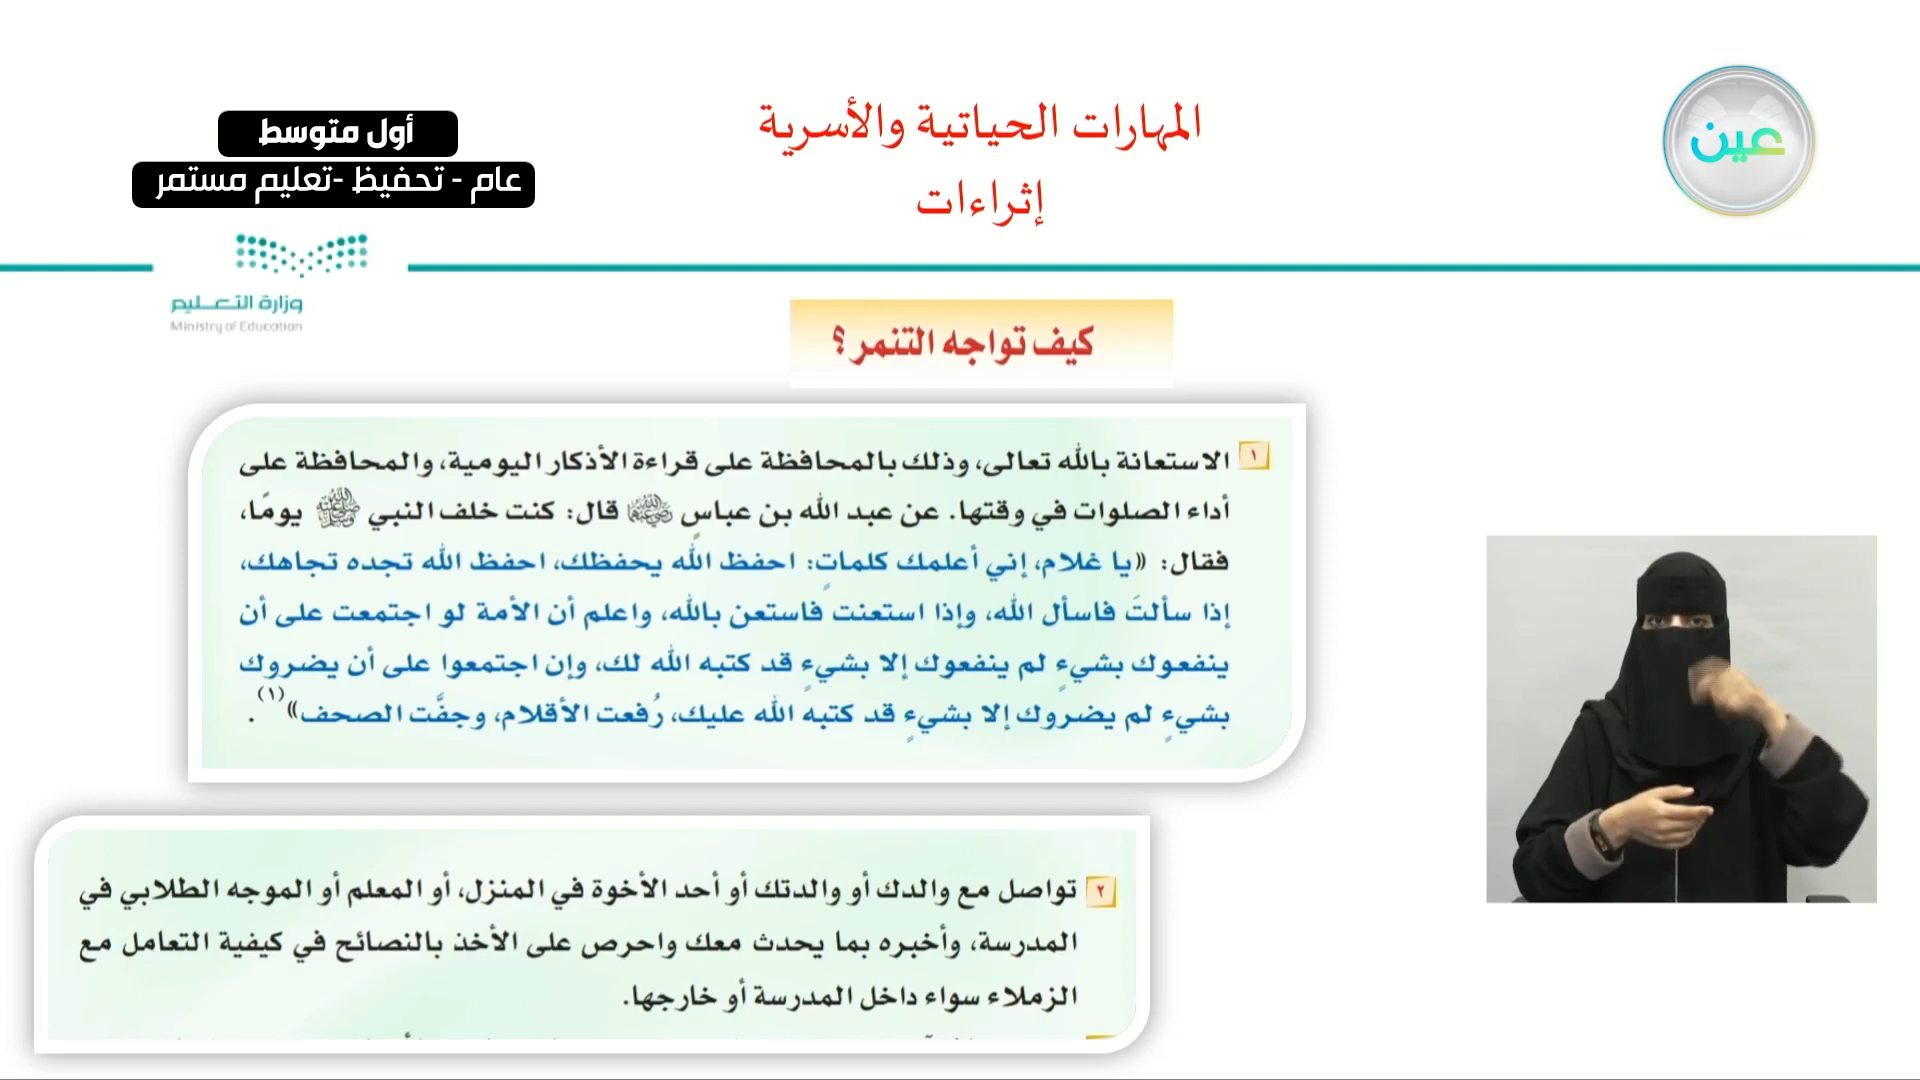 المهارات الحياتية والأسرية
إثراءات
عين
أول متوسط
عام - تحفيظ -تعليم مستمر
وزارة التعليم
Ministry of Education
كيف تواجه التنمر؟
١ الاستعانة بالله تعالى، وذلك بالمحافظة على قراءة الأذكار اليومية، والمحافظة على
أداء الصلوات في وقتها. عن عبد الله بن عباسٍ رضي الله عنهما قال: كنت خلف النبي ﷺ يومًا،
فقال: «يا غلام، إني أعلمك كلماتٍ: احفظ الله يحفظك، احفظ الله تجده تجاهك،
إذا سألتَ فاسأل الله، وإذا استعنت فاستعن بالله، واعلم أن الأمة لو اجتمعت على أن
ينفعوك بشيءٍ لم ينفعوك إلا بشيءٍ قد كتبه الله لك، وإن اجتمعوا على أن يضروك
بشيءٍ لم يضروك إلا بشيءٍ قد كتبه الله عليك، رُفعت الأقلام، وجفَّت الصحف»(١).
٢ تواصل مع والدك أو والدتك أو أحد الأخوة في المنزل، أو المعلم أو الموجه الطلابي في
المدرسة، وأخبره بما يحدث معك واحرص على الأخذ بالنصائح في كيفية التعامل مع
الزملاء سواء داخل المدرسة أو خارجها.